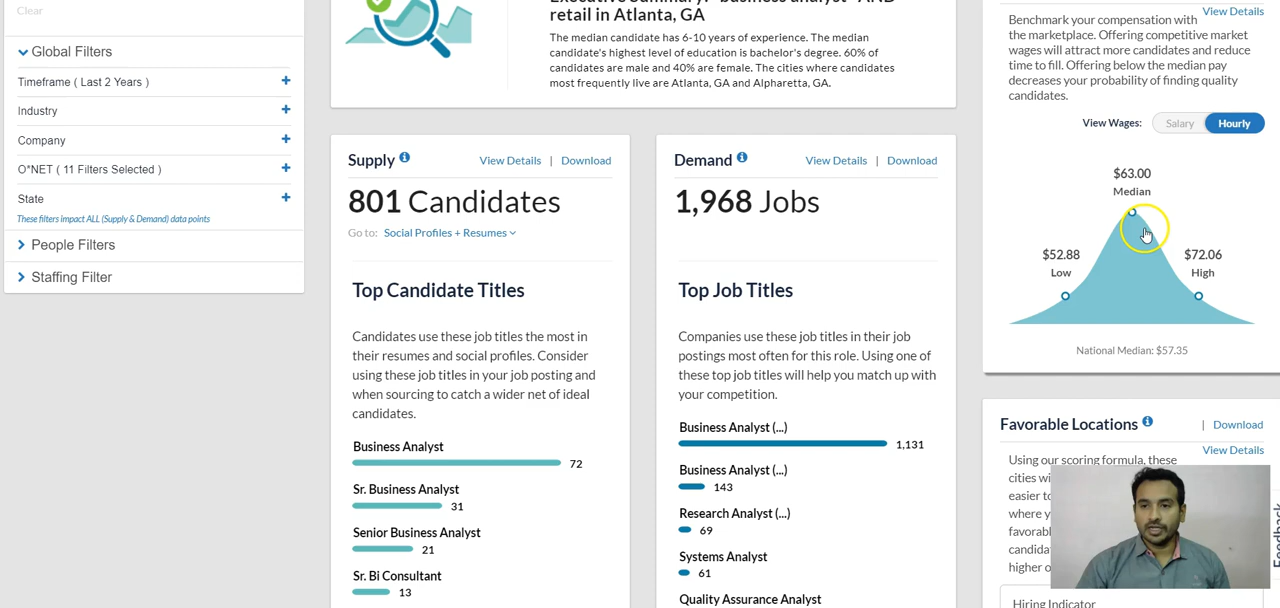 Clear
Global Filters
Timeframe ( Last 2 Years )
Industry
Company
O*NET ( 11 Filters Selected )
State
These filters impact ALL (Supply & Demand) data points
People Filters
Staffing Filter
Executive Summary: "business analyst" AND
retail in Atlanta, GA
The median candidate has 6-10 years of experience. The median
candidate's highest level of education is bachelor's degree. 60% of
candidates are male and 40% are female. The cities where candidates
most frequently live are Atlanta, GA and Alpharetta, GA.
Supply
View Details | Download
801 Candidates
Go to: Social Profiles + Resumes
Top Candidate Titles
Candidates use these job titles the most in
their resumes and social profiles. Consider
using these job titles in your job posting and
when sourcing to catch a wider net of ideal
candidates.
Business Analyst
72
Sr. Business Analyst
31
Senior Business Analyst
21
Sr. Bi Consultant
13
Demand
View Details | Download
1,968 Jobs
Top Job Titles
Companies use these job titles in their job
postings most often for this role. Using one of
these top job titles will help you match up with
your competition.
Business Analyst (...)
1,131
Business Analyst (...)
143
Research Analyst (...)
69
Systems Analyst
61
Quality Assurance Analyst
View Details
Benchmark your compensation with
the marketplace. Offering competitive market
wages will attract more candidates and reduce
time to fill. Offering below the median pay
decreases your probability of finding quality
candidates.
View Wages: Salary Hourly
$63.00
Median
$52.88
Low
$72.06
High
National Median: $57.35
Favorable Locations
| Download
View Details
Using our scoring formula, these
cities
easier
where
favorabl
candida
higher
Hiring Indicator
Feedback